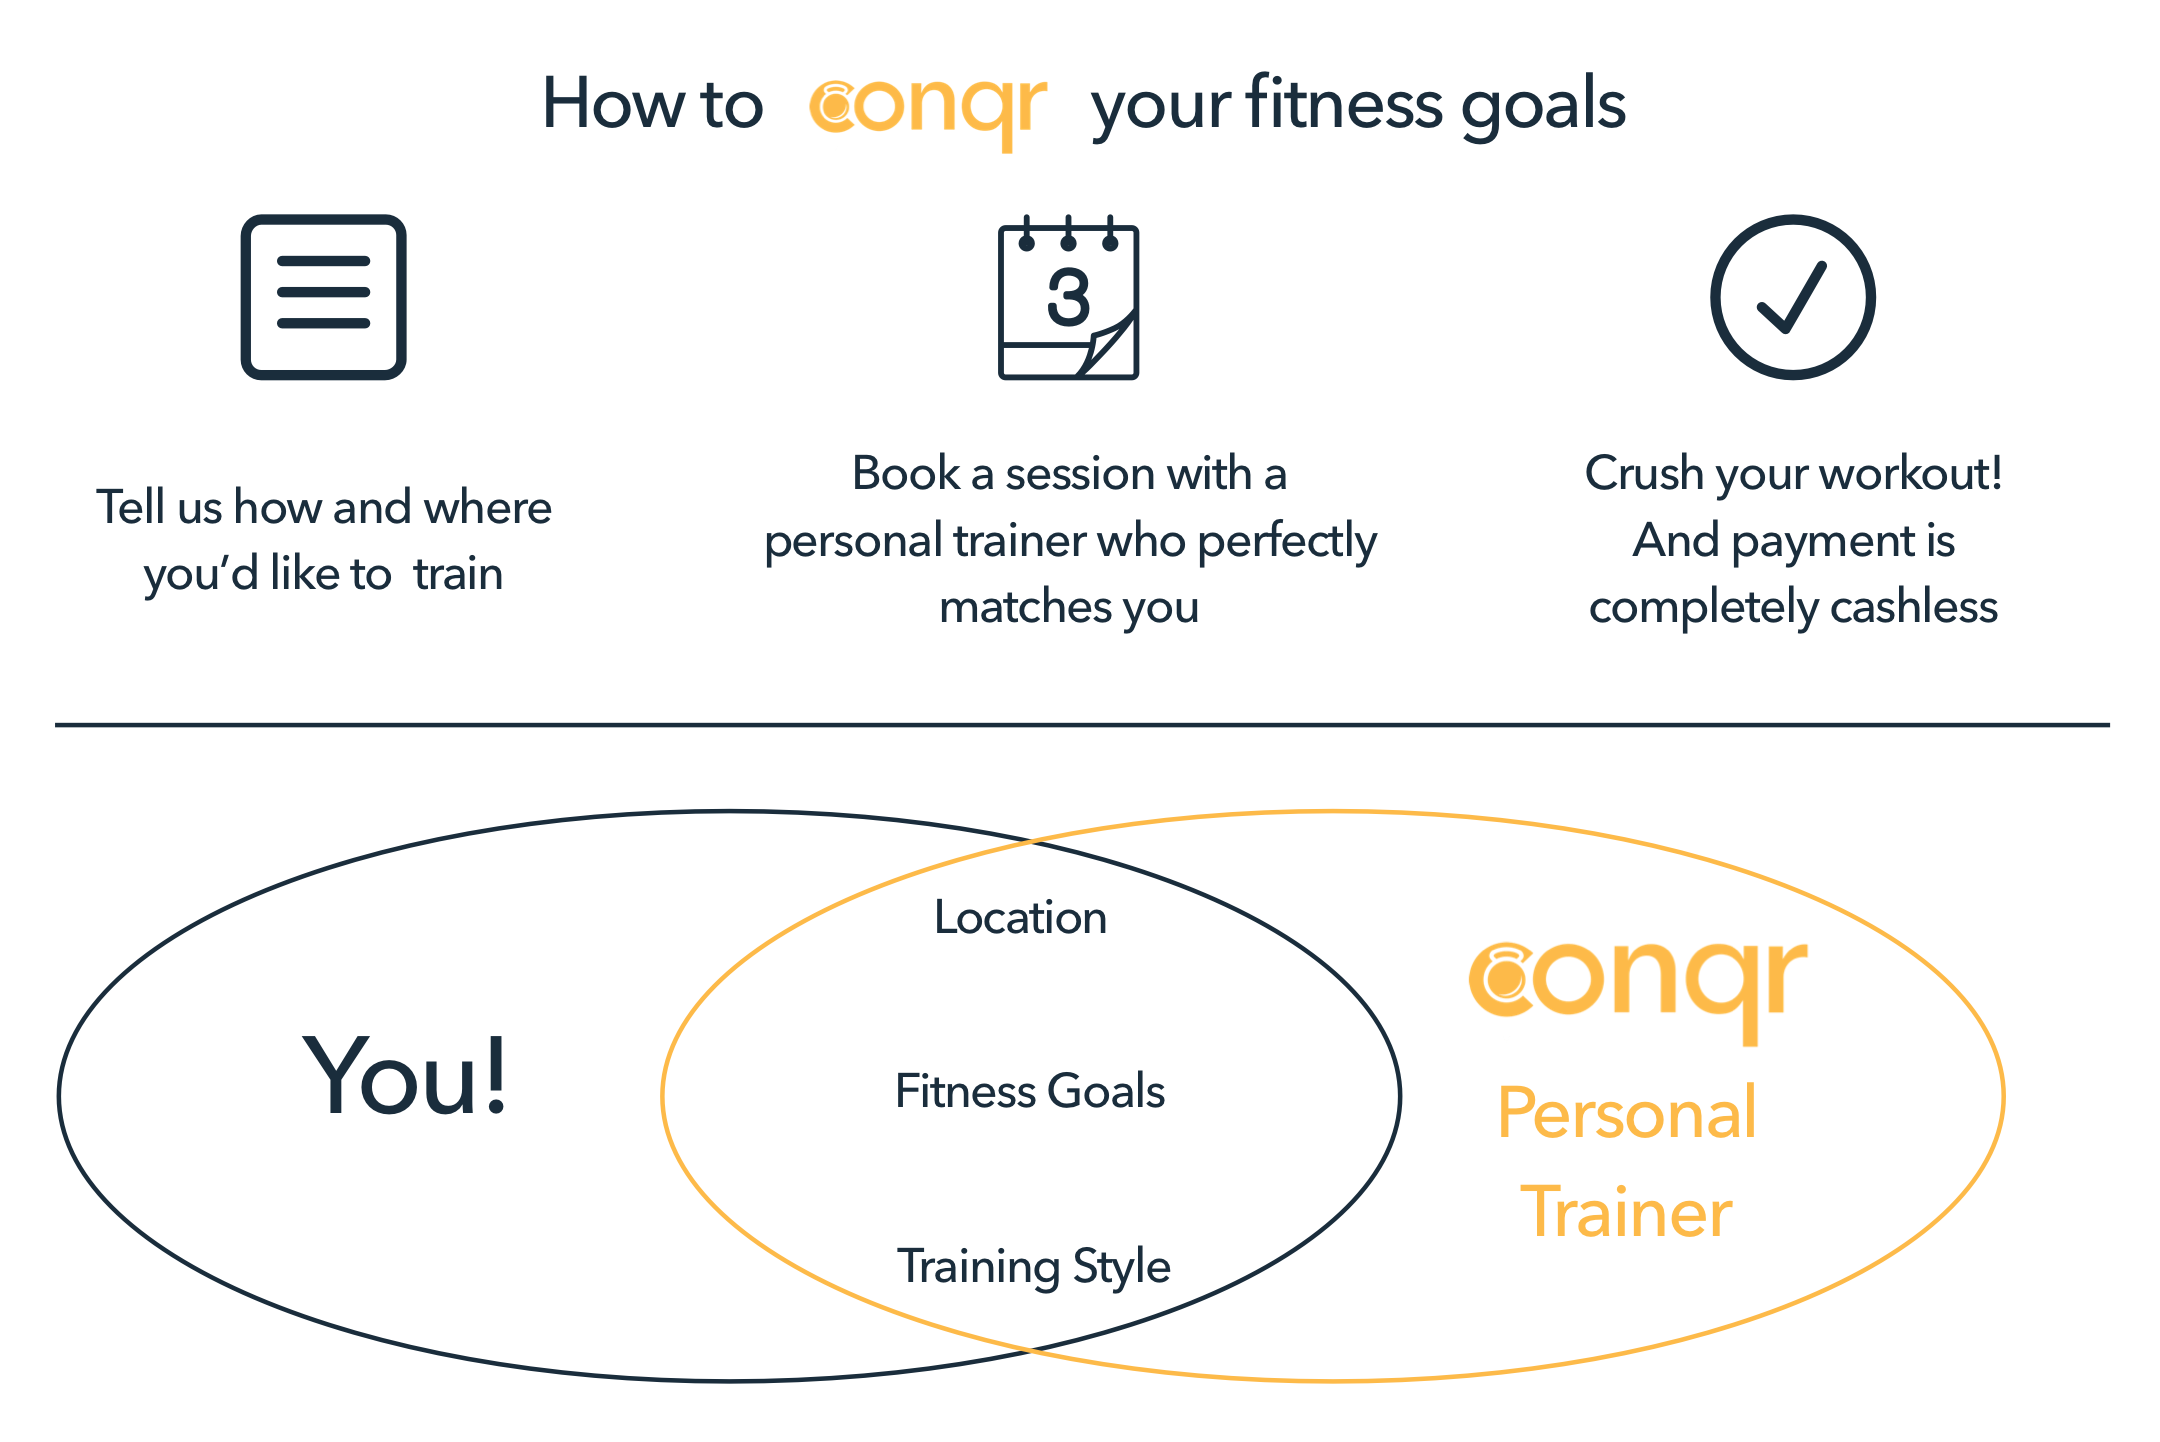 How to conqr your fitness goals
3
Tell us how and where
you’d like to train
Book a session with a
personal trainer who perfectly
matches you
Crush your workout!
And payment is
completely cashless
You!
Location
Fitness Goals
Training Style
conqr
Personal
Trainer